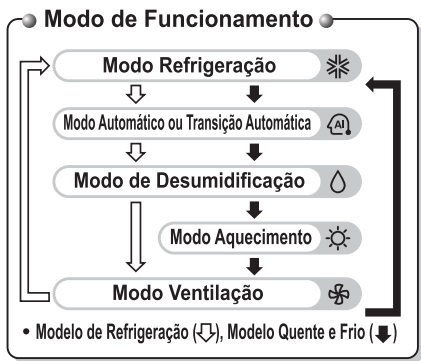 Modo de Funcionamento
Modo Refrigeração
Modo Automático ou Transição Automática
AI
Modo de Desumidificação
Modo Aquecimento
Modo Ventilação
• Modelo de Refrigeração (⇩), Modelo Quente e Frio (🡇)